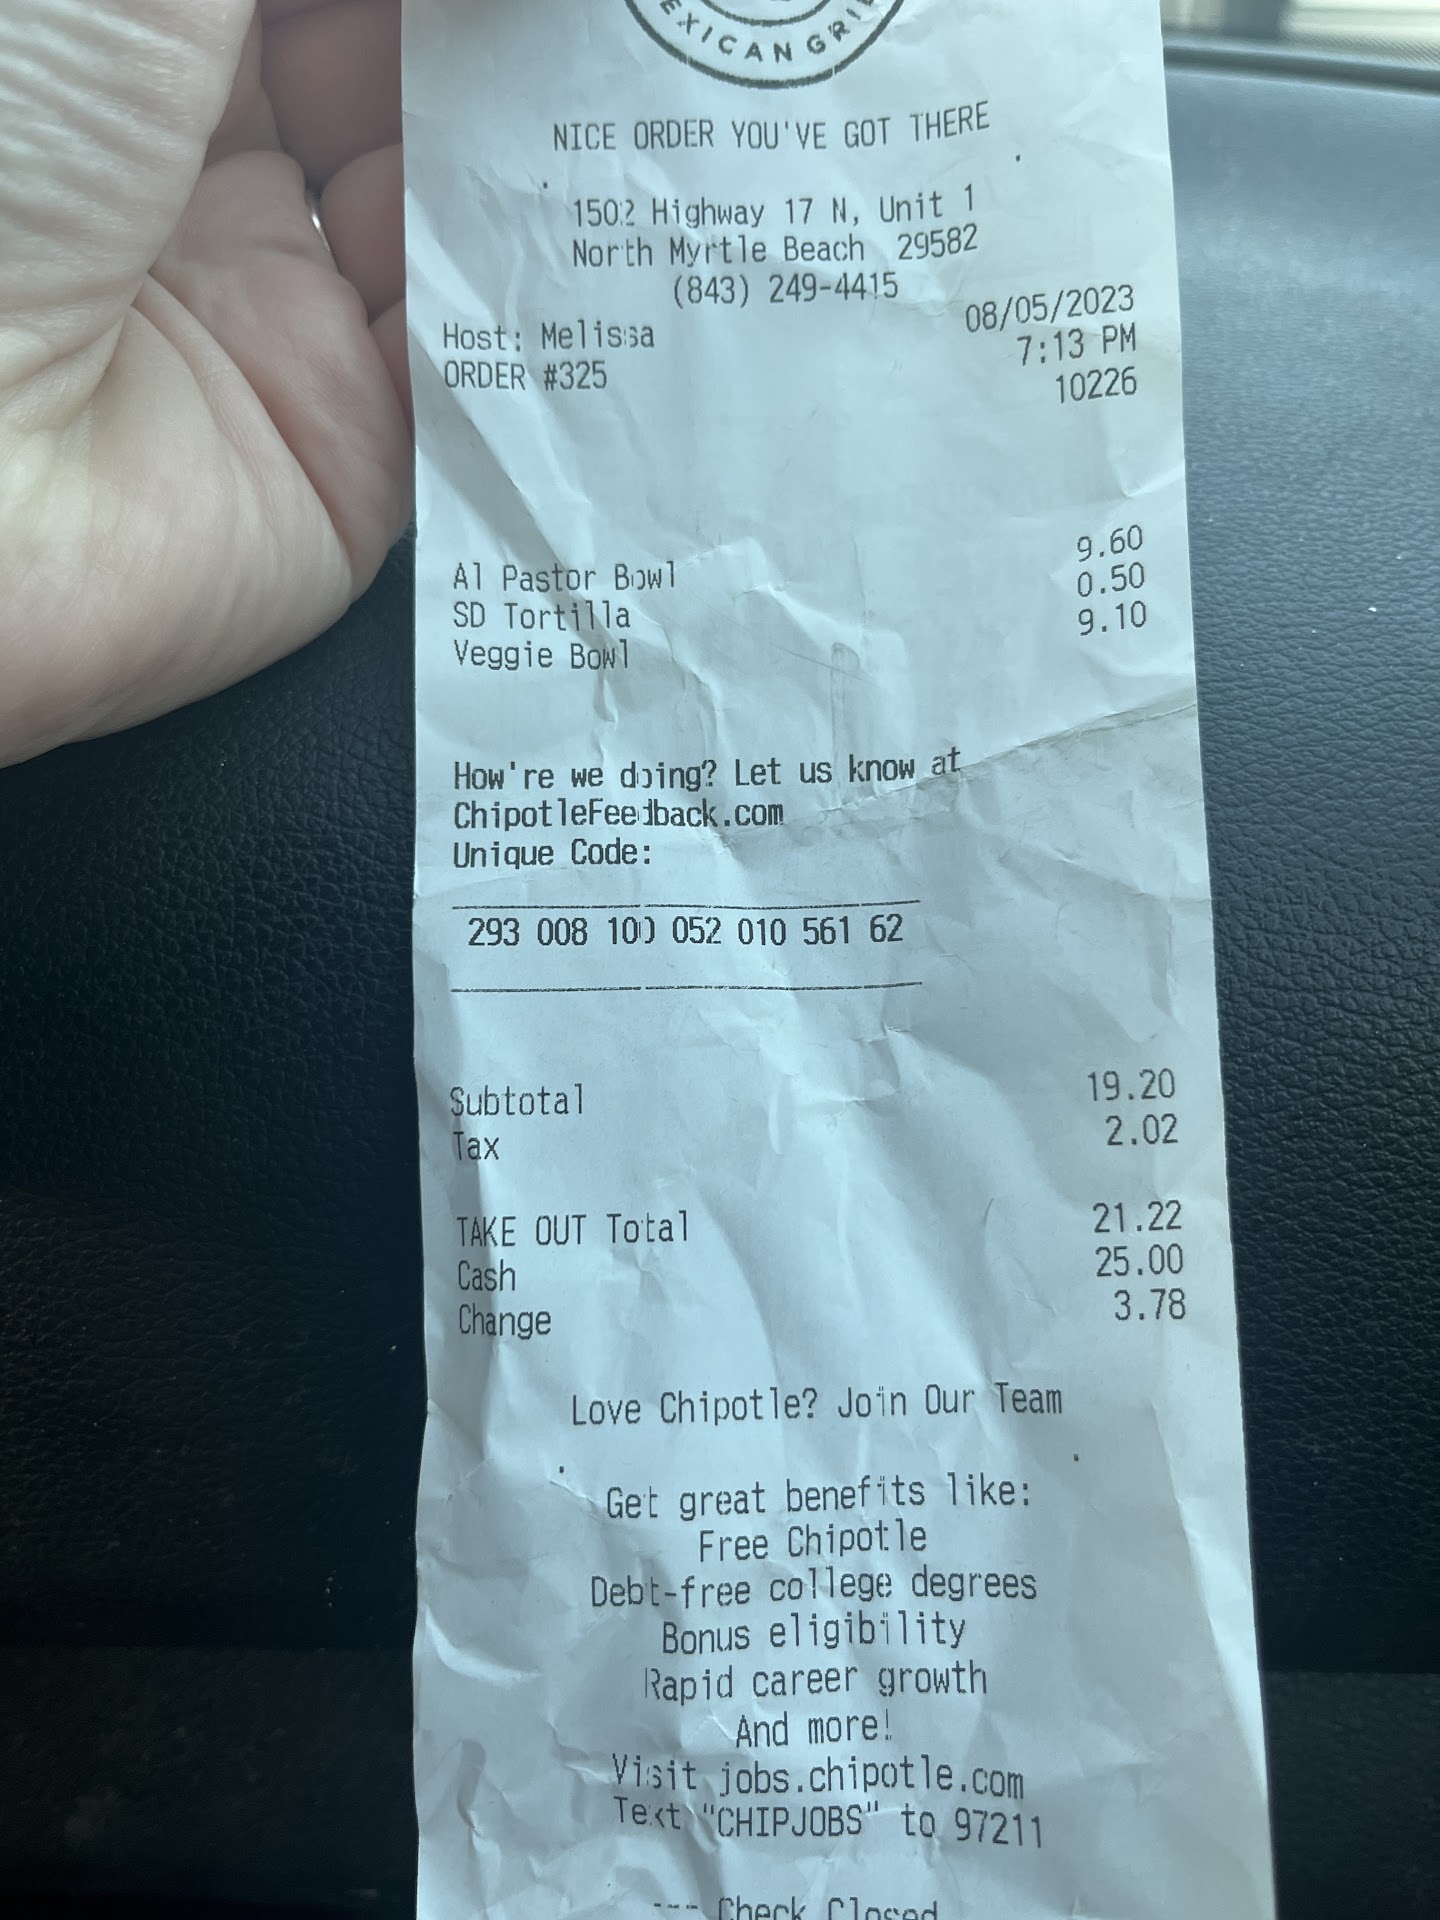 MEXICAN GRILL
NICE ORDER YOU'VE GOT THERE
1502 Highway 17 N, Unit 1
North Myrtle Beach 29582
(843) 249-4415
Host: Melissa 08/05/2023
ORDER #325 7:13 PM
10226
Al Pastor Bowl 9.60
SD Tortilla 0.50
Veggie Bowl 9.10
How're we doing? Let us know at
ChipotleFeedback.com
Unique Code:
293 008 100 052 010 561 62
Subtotal 19.20
Tax 2.02
TAKE OUT Total 21.22
Cash 25.00
Change 3.78
Love Chipotle? Join Our Team
Get great benefits like:
Free Chipotle
Debt-free college degrees
Bonus eligibility
Rapid career growth
And more!
Visit jobs.chipotle.com
Text "CHIPJOBS" to 97211
--- Check Closed